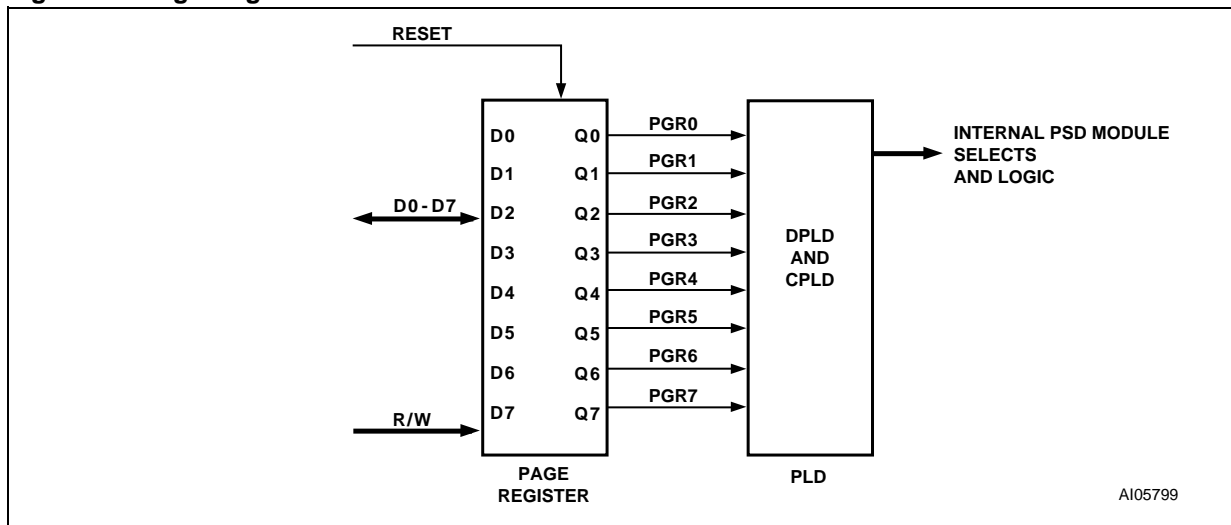 RESET
D0 Q0 PGR0
D1 Q1 PGR1
D0-D7 D2 Q2 PGR2
D3 Q3 PGR3
D4 Q4 PGR4
D5 Q5 PGR5
D6 Q6 PGR6
R/W D7 Q7 PGR7
PAGE
REGISTER
DPLD
AND
CPLD
PLD
INTERNAL PSD MODULE
SELECTS
AND LOGIC
AI05799